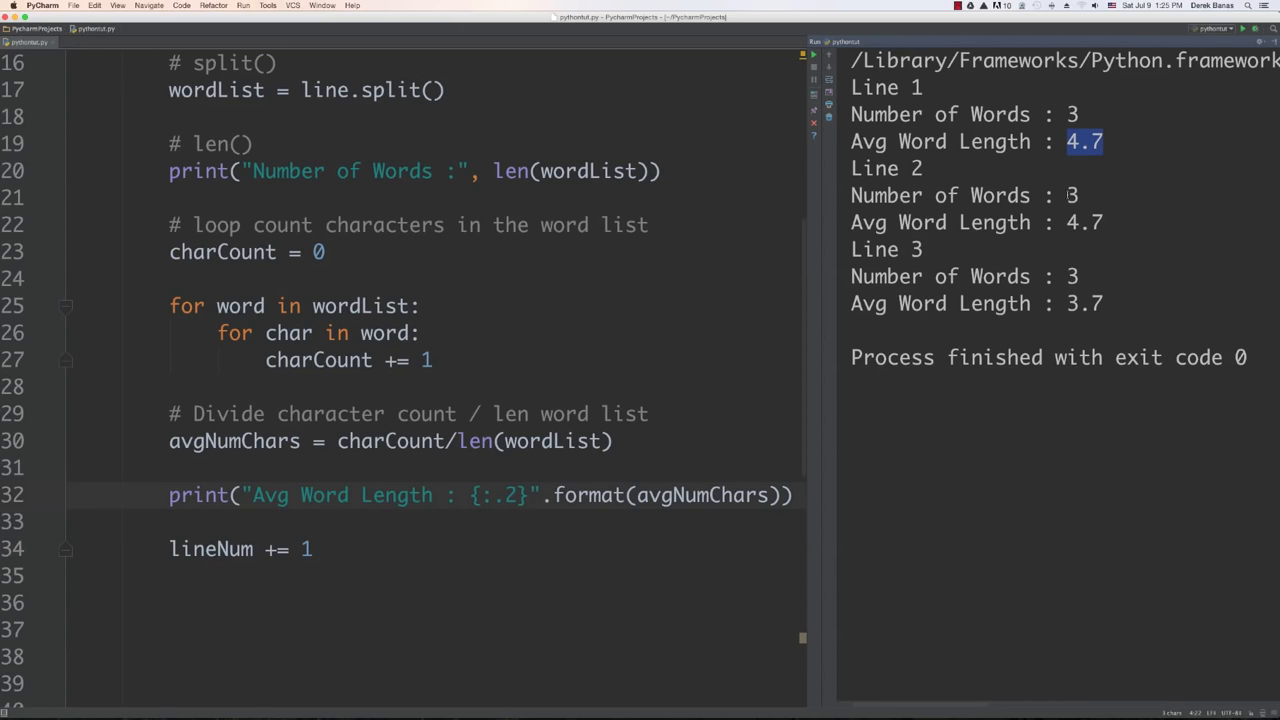 PyCharm File Edit View Navigate Code Refactor Run Tools VCS Window Help
10 Sat Jul 9 1:25 PM Derek Banas
pythontut.py - PycharmProjects - [~/PycharmProjects]
PycharmProjects pythontut.py
pythontut
pythontut.py
Run pythontut
16 # split()
17 wordList = line.split()
18
19 # len()
20 print("Number of Words :", len(wordList))
21
22 # loop count characters in the word list
23 charCount = 0
24
25 for word in wordList:
26 for char in word:
27 charCount += 1
28
29 # Divide character count / len word list
30 avgNumChars = charCount/len(wordList)
31
32 print("Avg Word Length : {:.2}".format(avgNumChars))
33
34 lineNum += 1
35
36
37
38
39
/Library/Frameworks/Python.framework
Line 1
Number of Words : 3
Avg Word Length : 4.7
Line 2
Number of Words : 3
Avg Word Length : 4.7
Line 3
Number of Words : 3
Avg Word Length : 3.7
Process finished with exit code 0
3 chars 4:22 LF÷ UTF-8÷